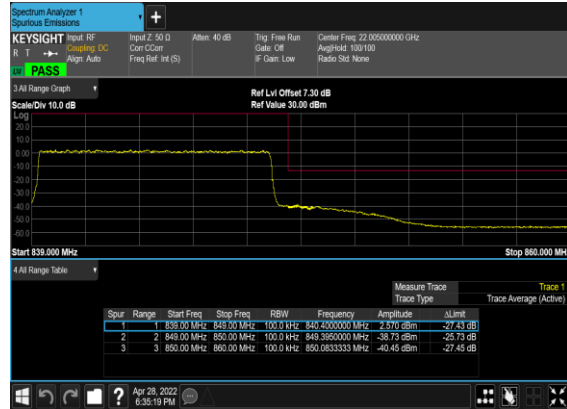 Spectrum Analyzer 1
Spurious Emissions
KEYSIGHT Input: RF Input Z: 50 Ω Atten: 40 dB Trig: Free Run Center Freq: 22.005000000 GHz
R T Coupling: DC Corr CCorr Gate: Off Avg|Hold: 100/100
Align: Auto Freq Ref: Int (S) IF Gain: Low Radio Std: None
PASS
3 All Range Graph
Ref Lvl Offset 7.30 dB
Scale/Div 10.0 dB Ref Value 30.00 dBm
Log
20.0
10.0
0.00
-10.0
-20.0
-30.0
-40.0
-50.0
-60.0
Start 839.000 MHz Stop 860.000 MH
4 All Range Table
Measure Trace Trace 1
Trace Type Trace Average (Active)
Spur Range Start Freq Stop Freq RBW Frequency Amplitude ΔLimit
1 1 839.00 MHz 849.00 MHz 100.0 kHz 840.4000000 MHz 2.570 dBm -27.43 dB
2 2 849.00 MHz 850.00 MHz 100.0 kHz 849.3950000 MHz -38.73 dBm -25.73 dB
3 3 850.00 MHz 860.00 MHz 100.0 kHz 850.0833333 MHz -40.45 dBm -27.45 dB
? Apr 28, 2022
6:35:19 PM